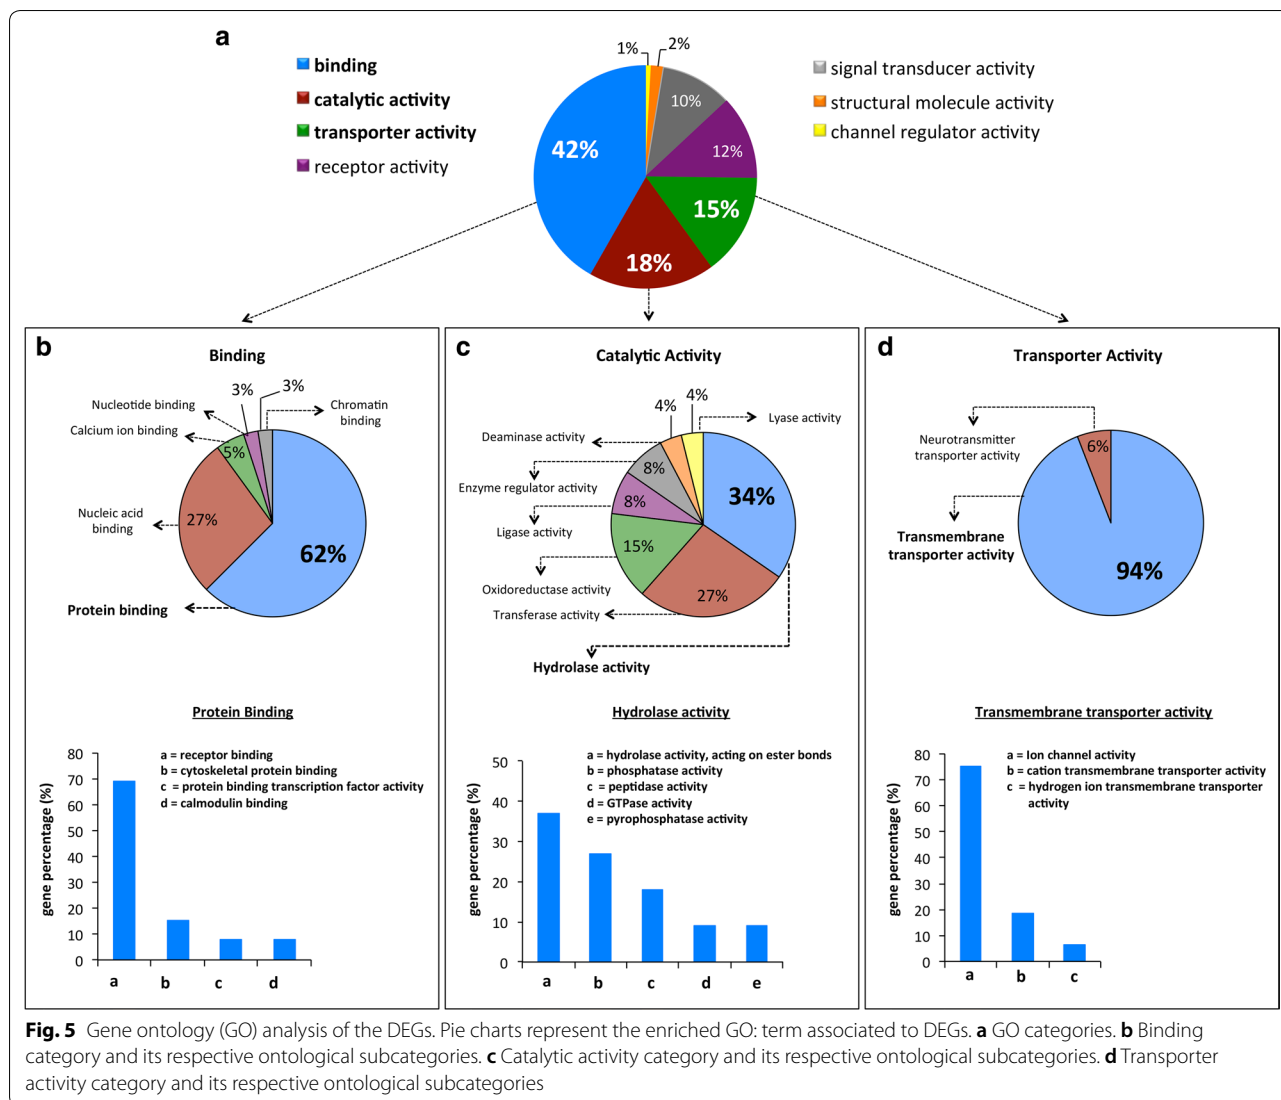 a
binding
catalytic activity
transporter activity
receptor activity
1%
2%
10%
12%
15%
18%
42%
signal transducer activity
structural molecule activity
channel regulator activity
b
Binding
3%
3%
Nucleotide binding
Chromatin
binding
Calcium ion binding
5%
Nucleic acid
binding
27%
62%
Protein binding
Protein Binding
a = receptor binding
b = cytoskeletal protein binding
c = protein binding transcription factor activity
d = calmodulin binding
gene percentage (%)
80
70
60
50
40
30
20
10
0
a b c d
c
Catalytic Activity
4%
4%
Lyase activity
Deaminase activity
8%
34%
Enzyme regulator activity
8%
Ligase activity
15%
Oxidoreductase activity
27%
Transferase activity
Hydrolase activity
Hydrolase activity
a = hydrolase activity, acting on ester bonds
b = phosphatase activity
c = peptidase activity
d = GTPase activity
e = pyrophosphatase activity
gene percentage (%)
50
40
30
20
10
0
a b c d e
d
Transporter Activity
6%
Neurotransmitter
transporter activity
Transmembrane
transporter activity
94%
Transmembrane transporter activity
a = Ion channel activity
b = cation transmembrane transporter activity
c = hydrogen ion transmembrane transporter
activity
gene percentage (%)
80
70
60
50
40
30
20
10
0
a b c
Fig. 5 Gene ontology (GO) analysis of the DEGs. Pie charts represent the enriched GO: term associated to DEGs. a GO categories. b Binding
category and its respective ontological subcategories. c Catalytic activity category and its respective ontological subcategories. d Transporter
activity category and its respective ontological subcategories